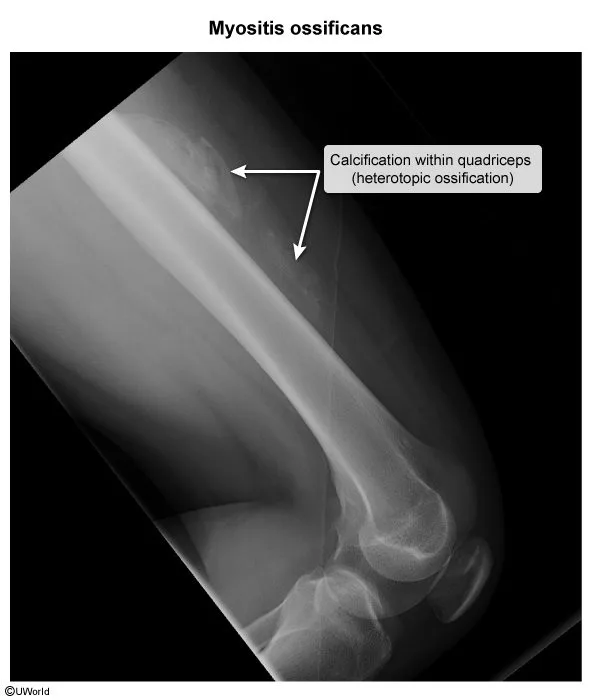 Myositis ossificans
Calcification within quadriceps
(heterotopic ossification)
©UWorld